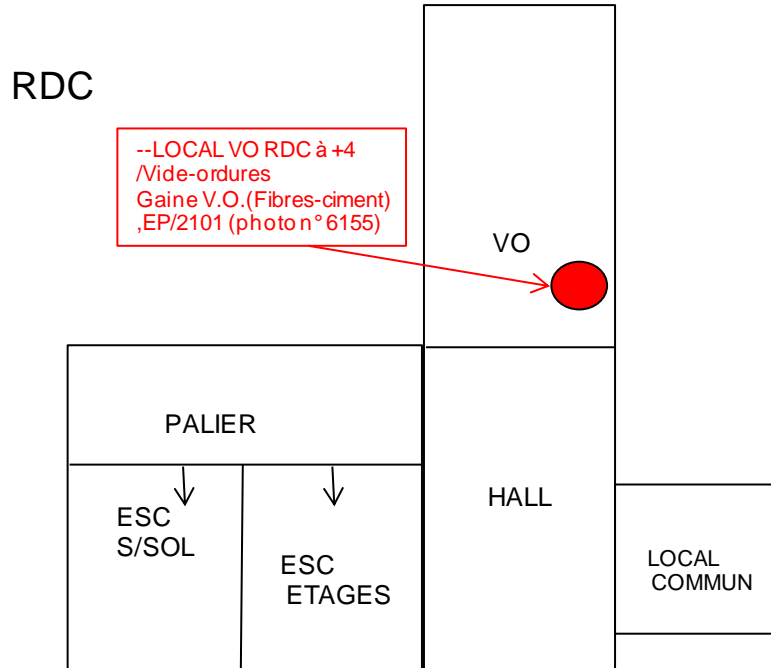 RDC
--LOCAL VO RDC à +4
/Vide-ordures
Gaine V.O.(Fibres-ciment)
,EP/2101 (photo n° 6155)
VO
PALIER
HALL
ESC
S/SOL
ESC
ETAGES
LOCAL
COMMUN